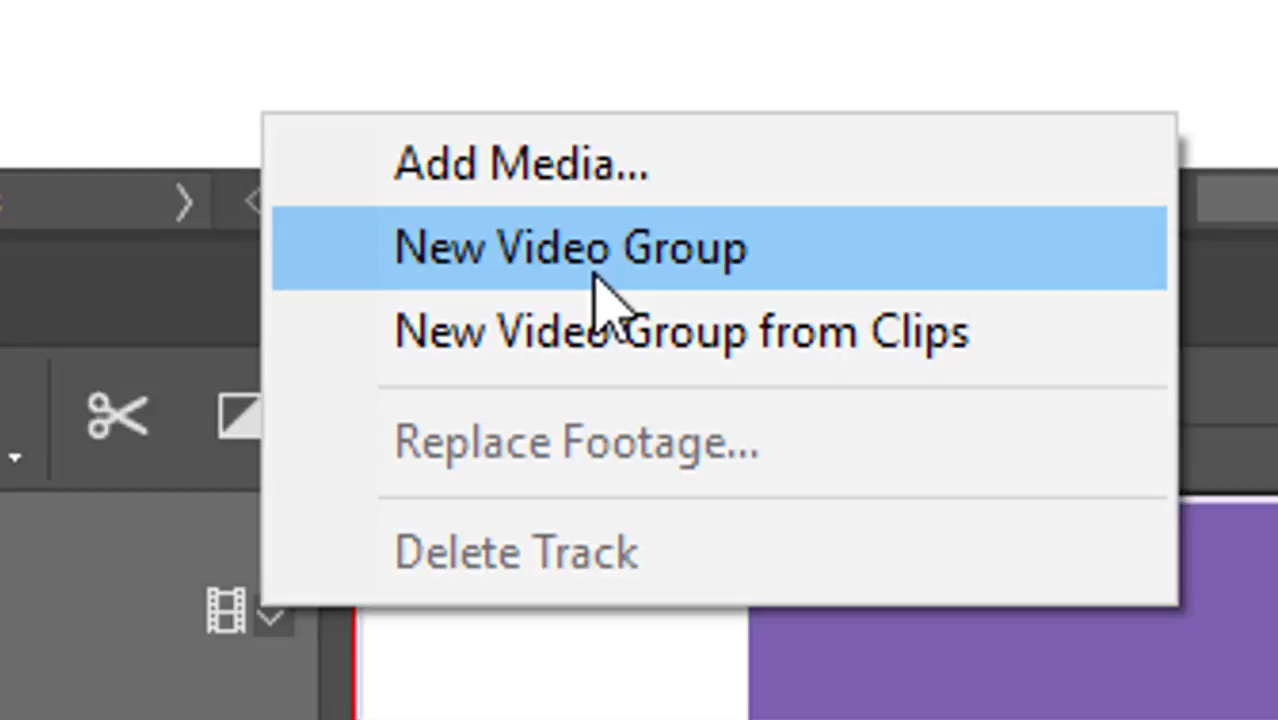 Add Media...
New Video Group
New Video Group from Clips
Replace Footage...
Delete Track